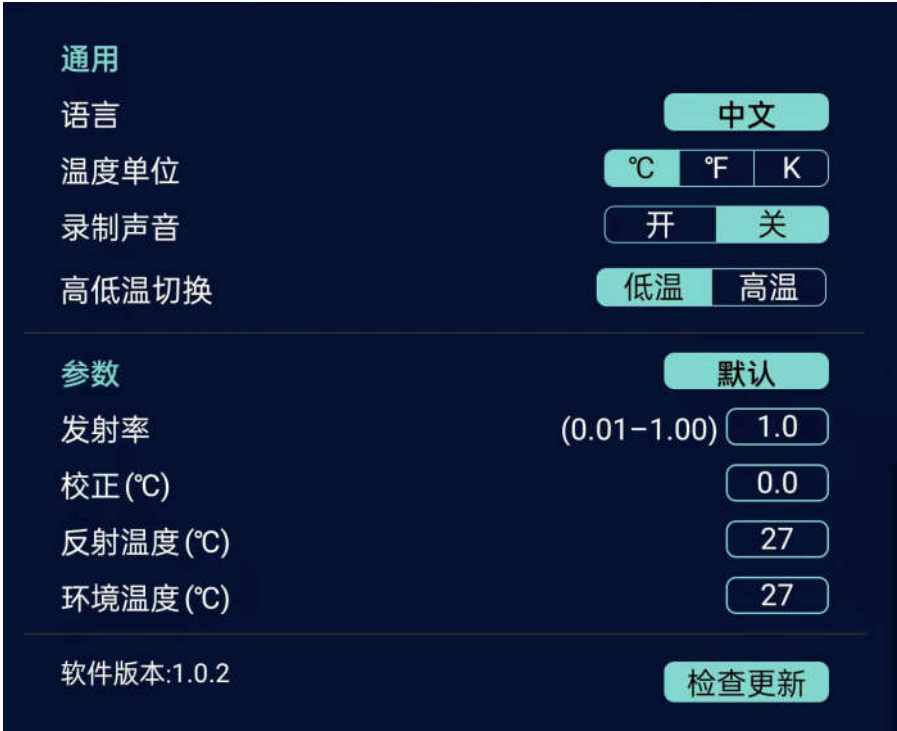 通用
语言 中文
温度单位 ℃ ℉ K
录制声音 开 关
高低温切换 低温 高温
参数 默认
发射率 (0.01-1.00) 1.0
校正(℃) 0.0
反射温度(℃) 27
环境温度(℃) 27
软件版本:1.0.2 检查更新